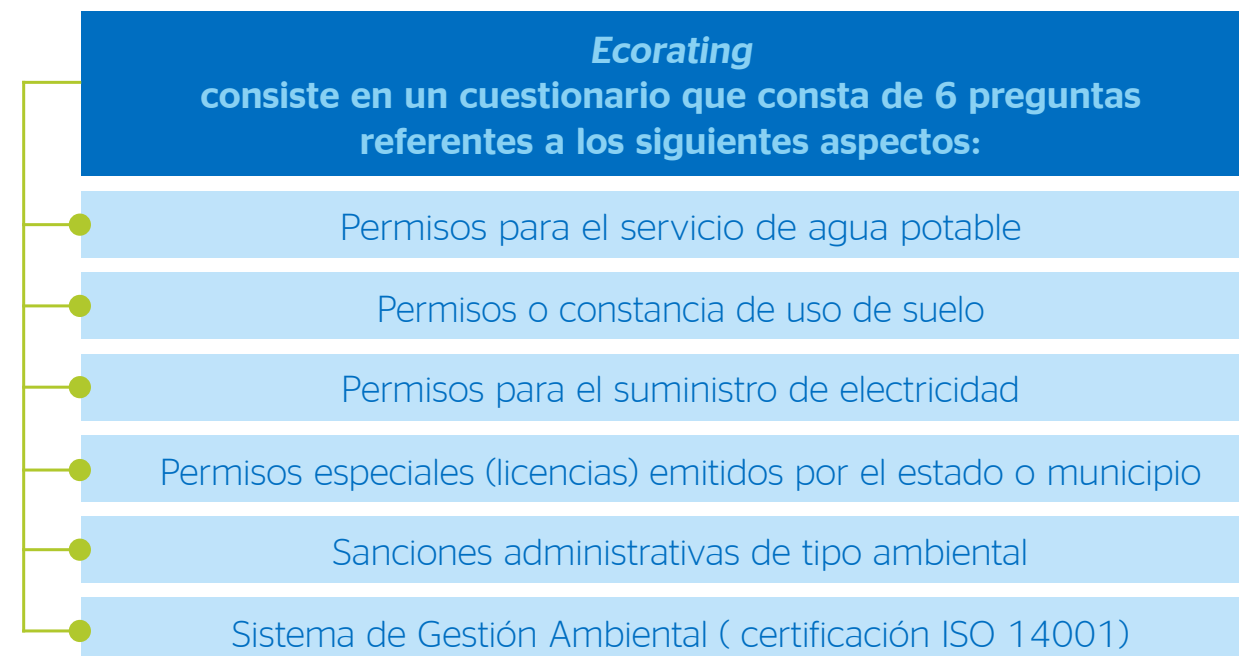 Ecorating
consiste en un cuestionario que consta de 6 preguntas
referentes a los siguientes aspectos:
Permisos para el servicio de agua potable
Permisos o constancia de uso de suelo
Permisos para el suministro de electricidad
Permisos especiales (licencias) emitidos por el estado o municipio
Sanciones administrativas de tipo ambiental
Sistema de Gestión Ambiental ( certificación ISO 14001)